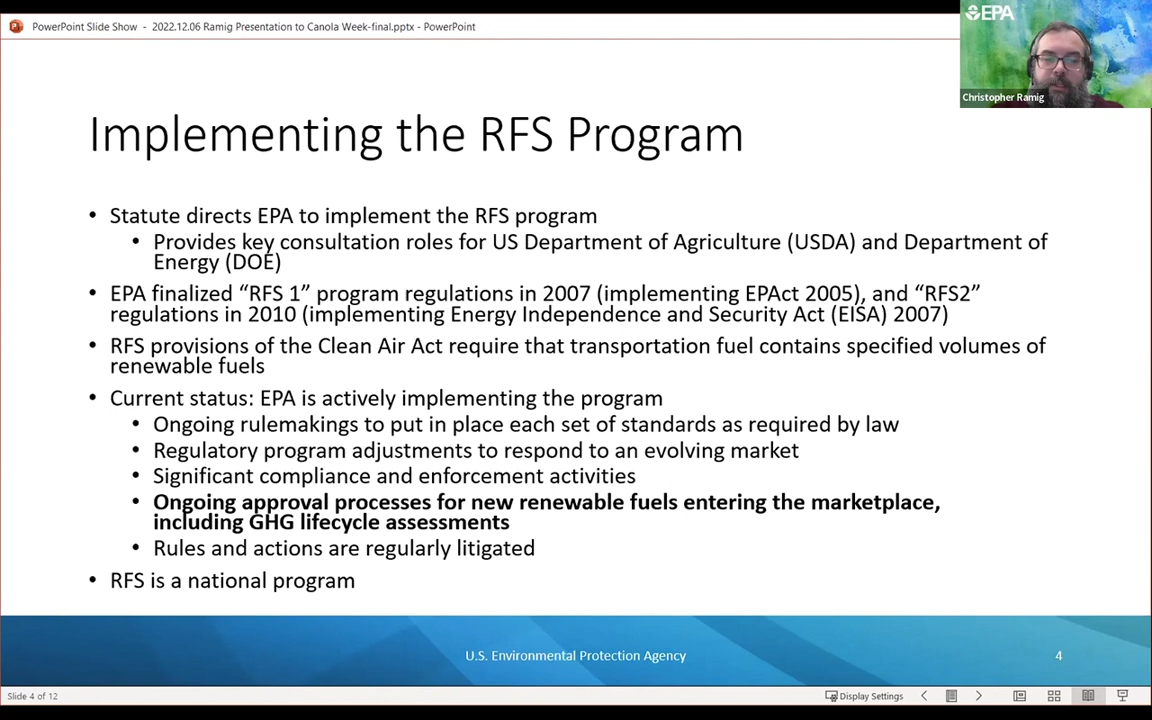 PowerPoint Slide Show - 2022.12.06 Ramig Presentation to Canola Week-final.pptx - PowerPoint
EPA
Christopher Ramig
Implementing the RFS Program
• Statute directs EPA to implement the RFS program
• Provides key consultation roles for US Department of Agriculture (USDA) and Department of
Energy (DOE)
• EPA finalized “RFS 1” program regulations in 2007 (implementing EPAct 2005), and “RFS2”
regulations in 2010 (implementing Energy Independence and Security Act (EISA) 2007)
• RFS provisions of the Clean Air Act require that transportation fuel contains specified volumes of
renewable fuels
• Current status: EPA is actively implementing the program
• Ongoing rulemakings to put in place each set of standards as required by law
• Regulatory program adjustments to respond to an evolving market
• Significant compliance and enforcement activities
• Ongoing approval processes for new renewable fuels entering the marketplace,
including GHG lifecycle assessments
• Rules and actions are regularly litigated
• RFS is a national program
U.S. Environmental Protection Agency
4
Slide 4 of 12
Display Settings